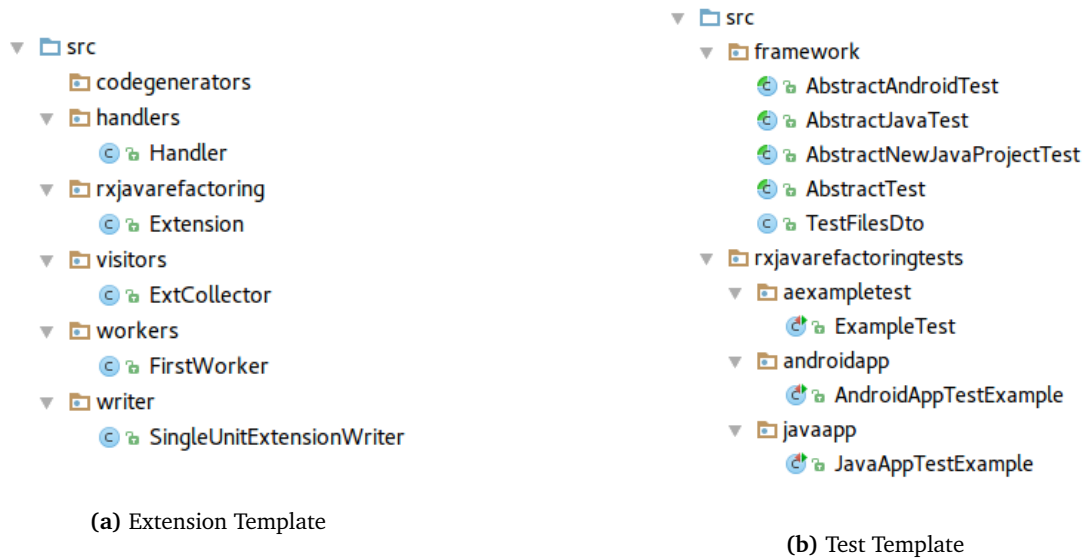 src
codegenerators
handlers
Handler
rxjavarefactoring
Extension
visitors
ExtCollector
workers
FirstWorker
writer
SingleUnitExtensionWriter
(a) Extension Template
src
framework
AbstractAndroidTest
AbstractJavaTest
AbstractNewJavaProjectTest
AbstractTest
TestFilesDto
rxjavarefactoringtests
aexampletest
ExampleTest
androidapp
AndroidAppTestExample
javaapp
JavaAppTestExample
(b) Test Template